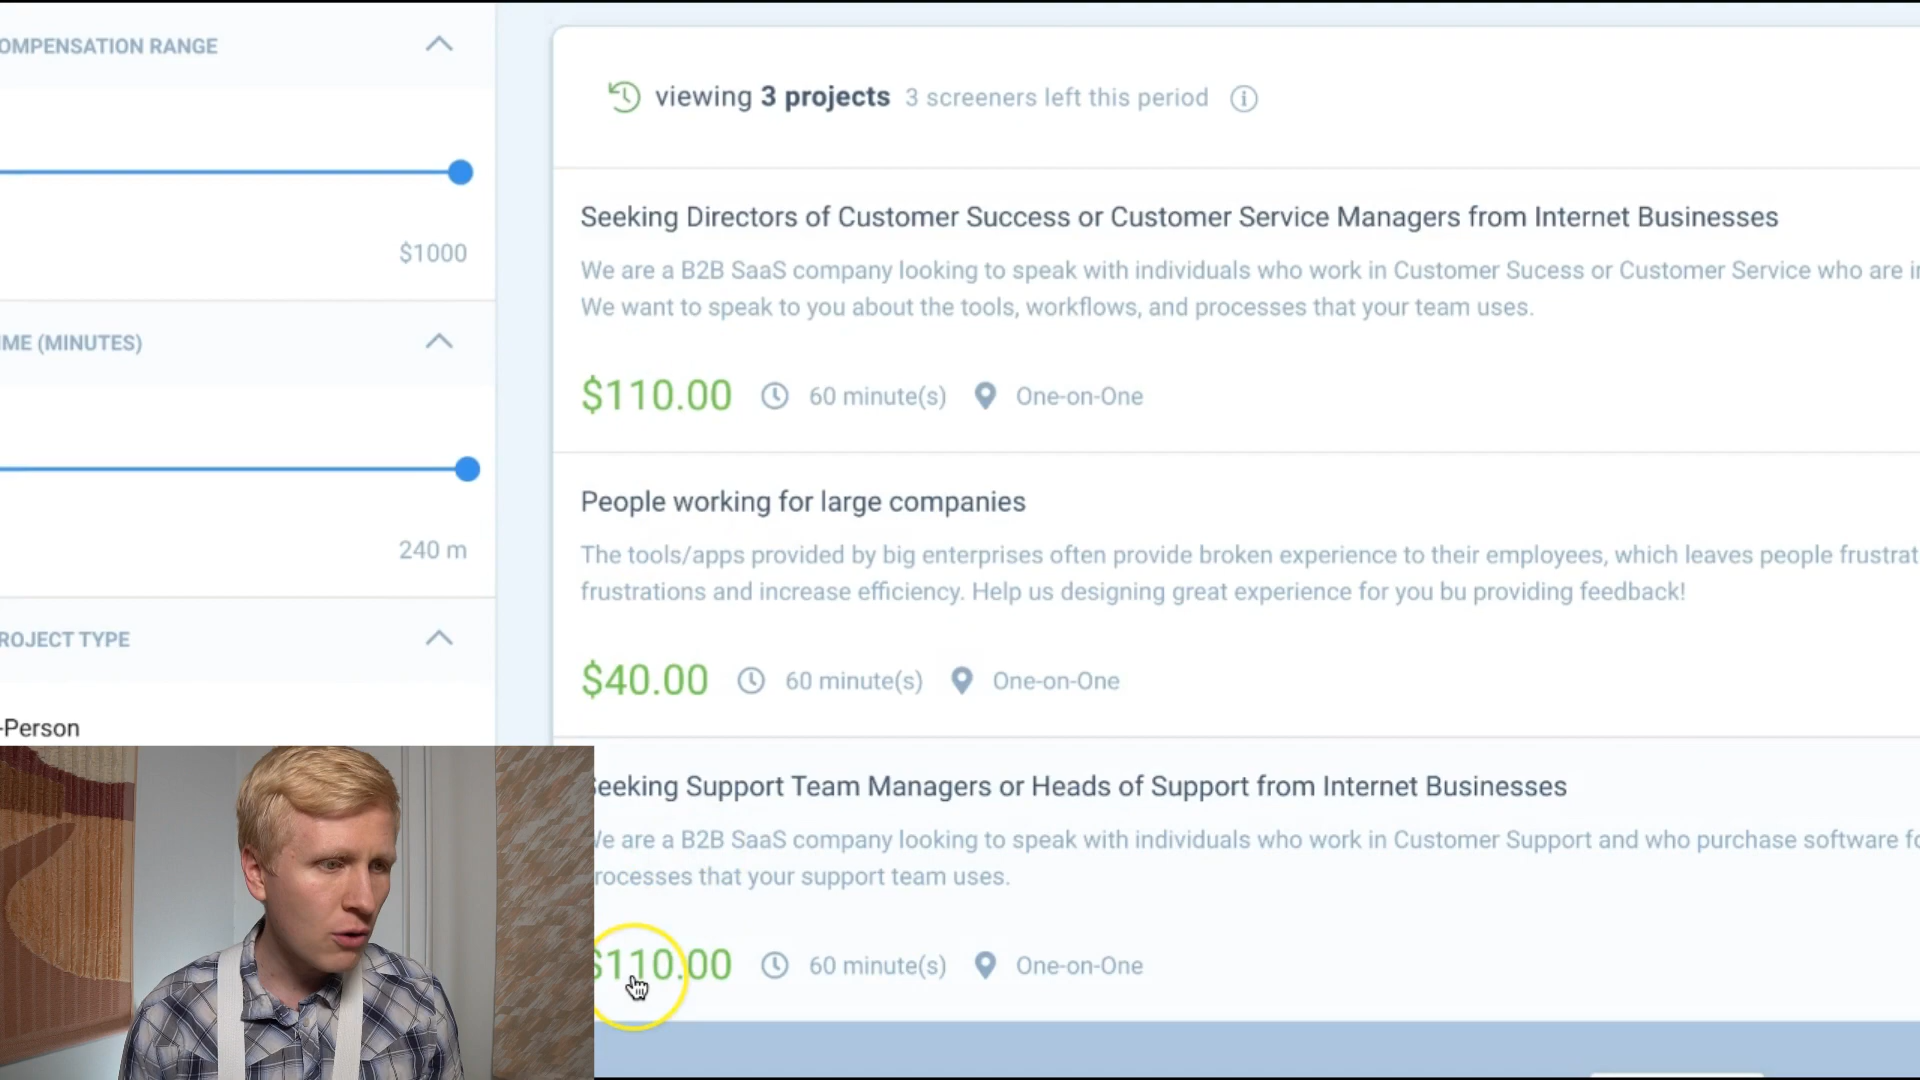 OMPENSATION RANGE
$1000
IME (MINUTES)
240 m
ROJECT TYPE
-Person
viewing 3 projects 3 screeners left this period
Seeking Directors of Customer Success or Customer Service Managers from Internet Businesses
We are a B2B SaaS company looking to speak with individuals who work in Customer Sucess or Customer Service who are i
We want to speak to you about the tools, workflows, and processes that your team uses.
$110.00 60 minute(s) One-on-One
People working for large companies
The tools/apps provided by big enterprises often provide broken experience to their employees, which leaves people frustrat
frustrations and increase efficiency. Help us designing great experience for you bu providing feedback!
$40.00 60 minute(s) One-on-One
Seeking Support Team Managers or Heads of Support from Internet Businesses
We are a B2B SaaS company looking to speak with individuals who work in Customer Support and who purchase software fo
rocesses that your support team uses.
$110.00 60 minute(s) One-on-One